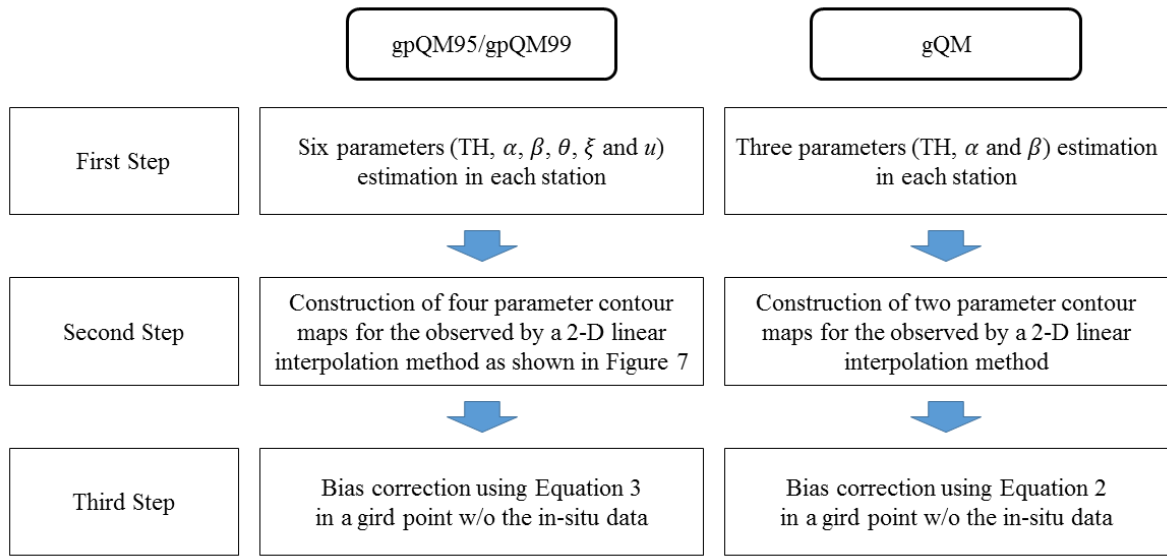 gpQM95/gpQM99
gQM
First Step
Six parameters (TH, α, β, θ, ξ and u)
estimation in each station
Three parameters (TH, α and β) estimation
in each station
Second Step
Construction of four parameter contour
maps for the observed by a 2-D linear
interpolation method as shown in Figure 7
Construction of two parameter contour
maps for the observed by a 2-D linear
interpolation method
Third Step
Bias correction using Equation 3
in a gird point w/o the in-situ data
Bias correction using Equation 2
in a gird point w/o the in-situ data